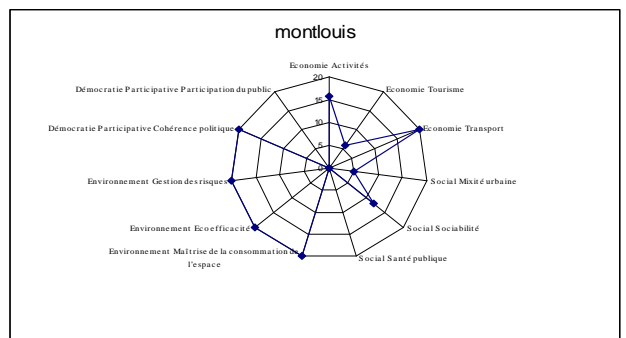 montlouis
Economie Activités
Economie Tourisme
Economie Transport
Social Mixité urbaine
Social Sociabilité
Social Santé publique
Environnement Maîtrise de la consommation de
l'espace
Environnement Ecoefficacité
Environnement Gestion des risques
Démocratie Participative Cohérence politique
Démocratie Participative Participation du public
20
15
10
5
0